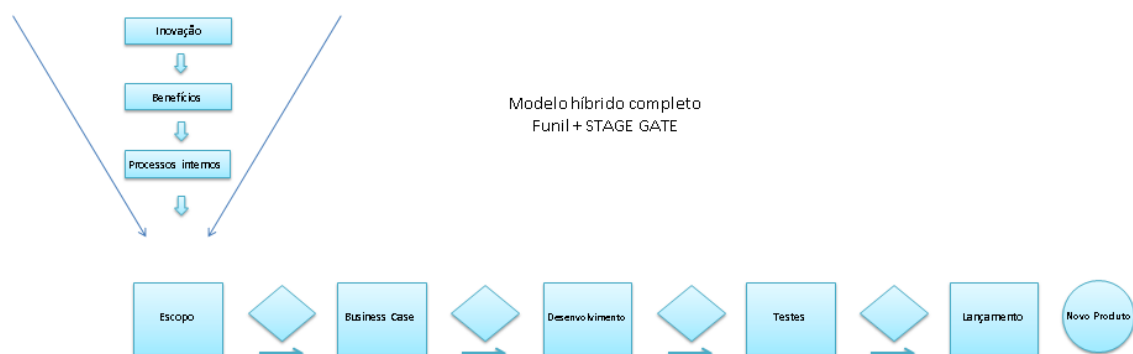 Inovação
Benefícios
Processos internos
Modelo híbrido completo
Funil + STAGE GATE
Escopo
Business Case
Desenvolvimento
Testes
Lançamento
Novo Produto